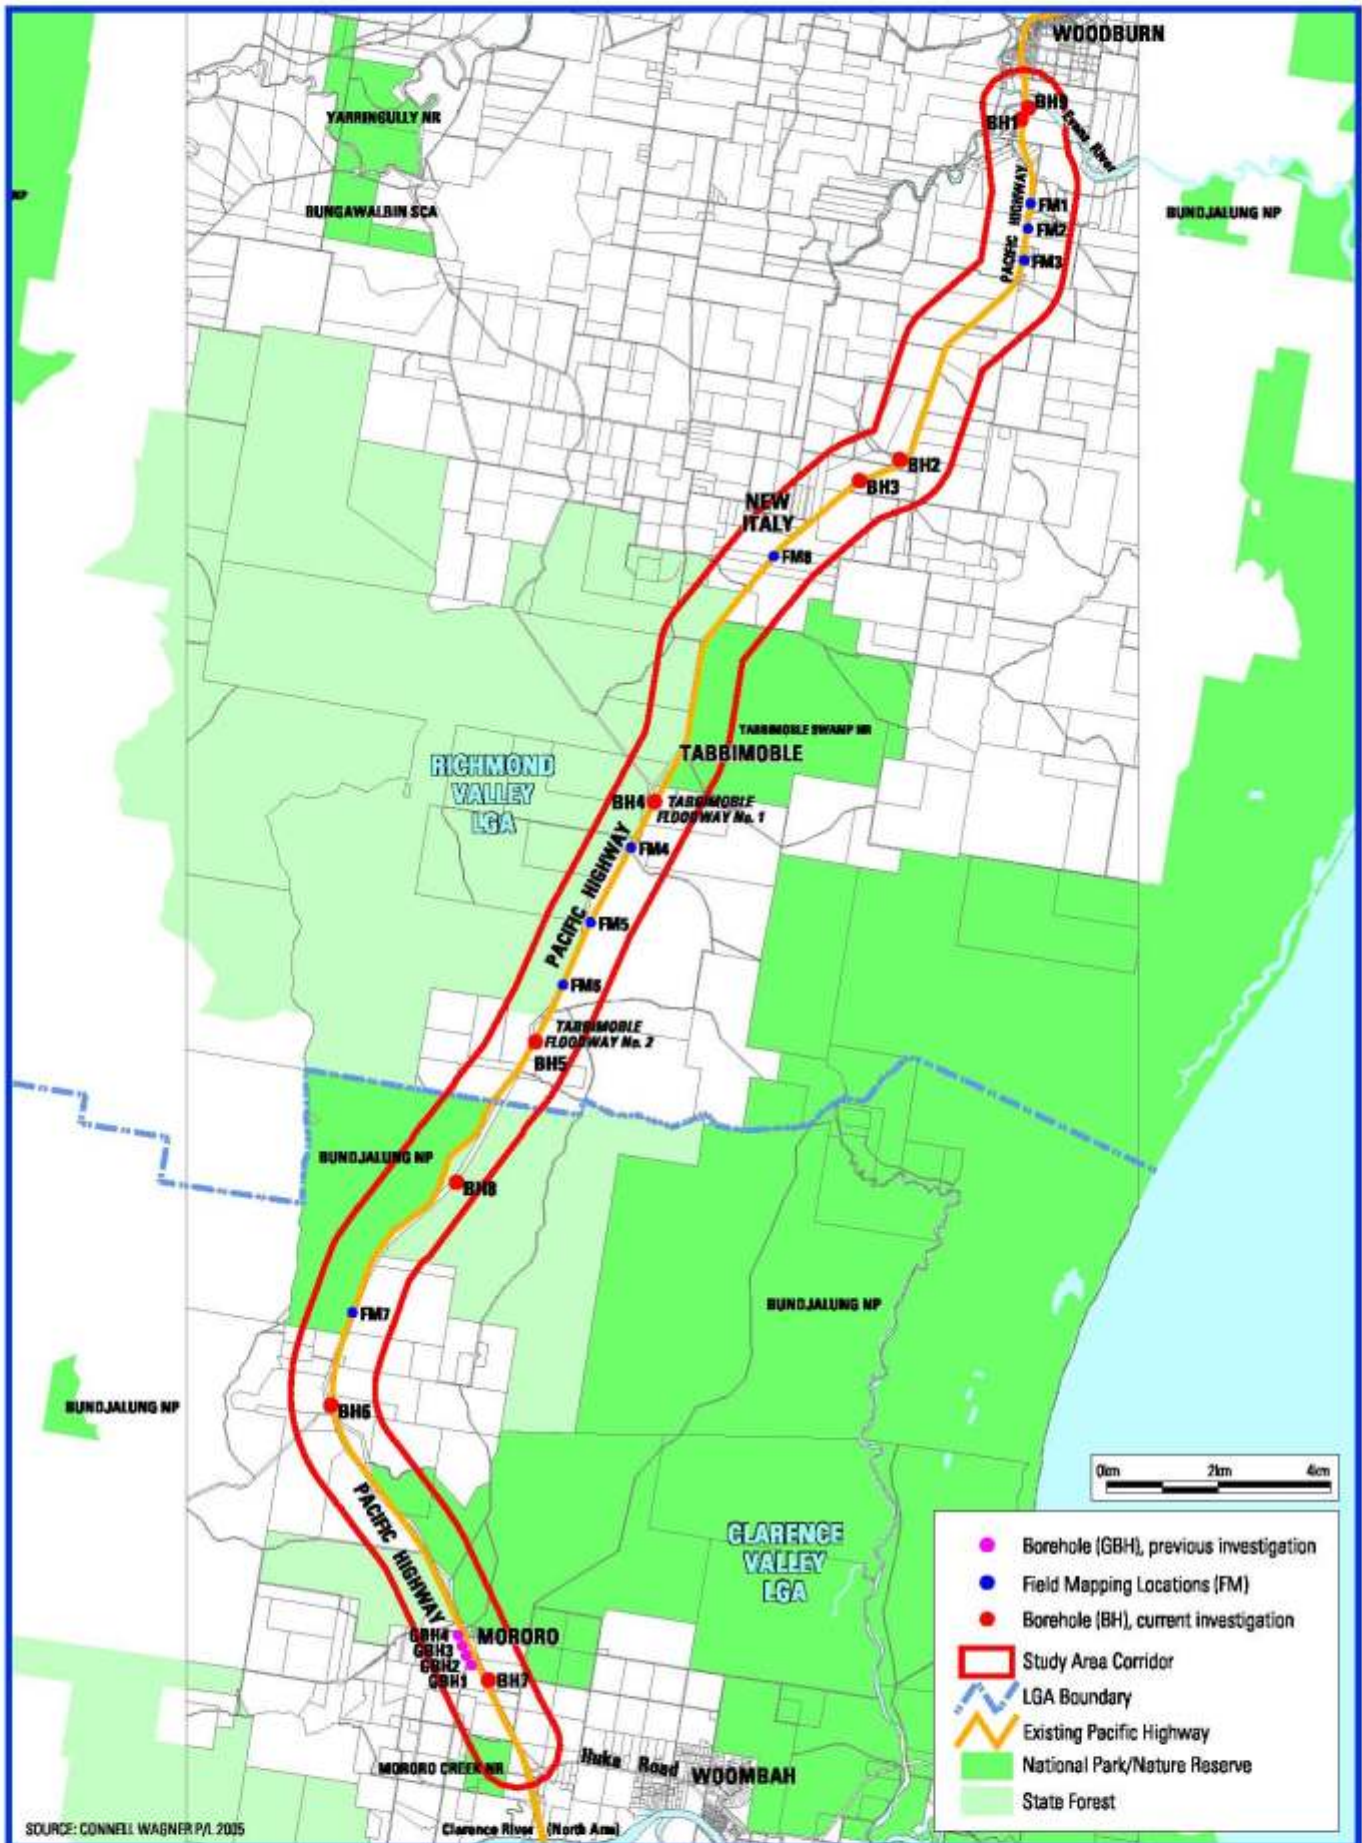 WOODBURN
BH9
BH1
Evans River
YARRINGULLY NR
BUNGAWALBIN SCA
BUNDJALUNG NP
NP
PACIFIC HIGHWAY
FM1
FM2
FM3
BH2
BH3
NEW
ITALY
FM8
TABBIMOBLE SWAMP NR
TABBIMOBLE
RICHMOND
VALLEY
LGA
BH4
TABBIMOBLE
FLOODWAY No. 1
FM4
PACIFIC HIGHWAY
FM5
FM6
TABBIMOBLE
FLOODWAY No. 2
BH5
BUNDJALUNG NP
BH8
BUNDJALUNG NP
FM7
BUNDJALUNG NP
BH6
0km 2km 4km
PACIFIC HIGHWAY
CLARENCE
VALLEY
LGA
Borehole (GBH), previous investigation
Field Mapping Locations (FM)
Borehole (BH), current investigation
Study Area Corridor
LGA Boundary
Existing Pacific Highway
National Park/Nature Reserve
State Forest
GBH4
MORORO
GBH3
GBH2
GBH1
BH7
MORORO CREEK NR
Iluka Road
WOOMBAH
SOURCE: CONNELL WAGNER P/L 2005
Clarence River (North Arm)